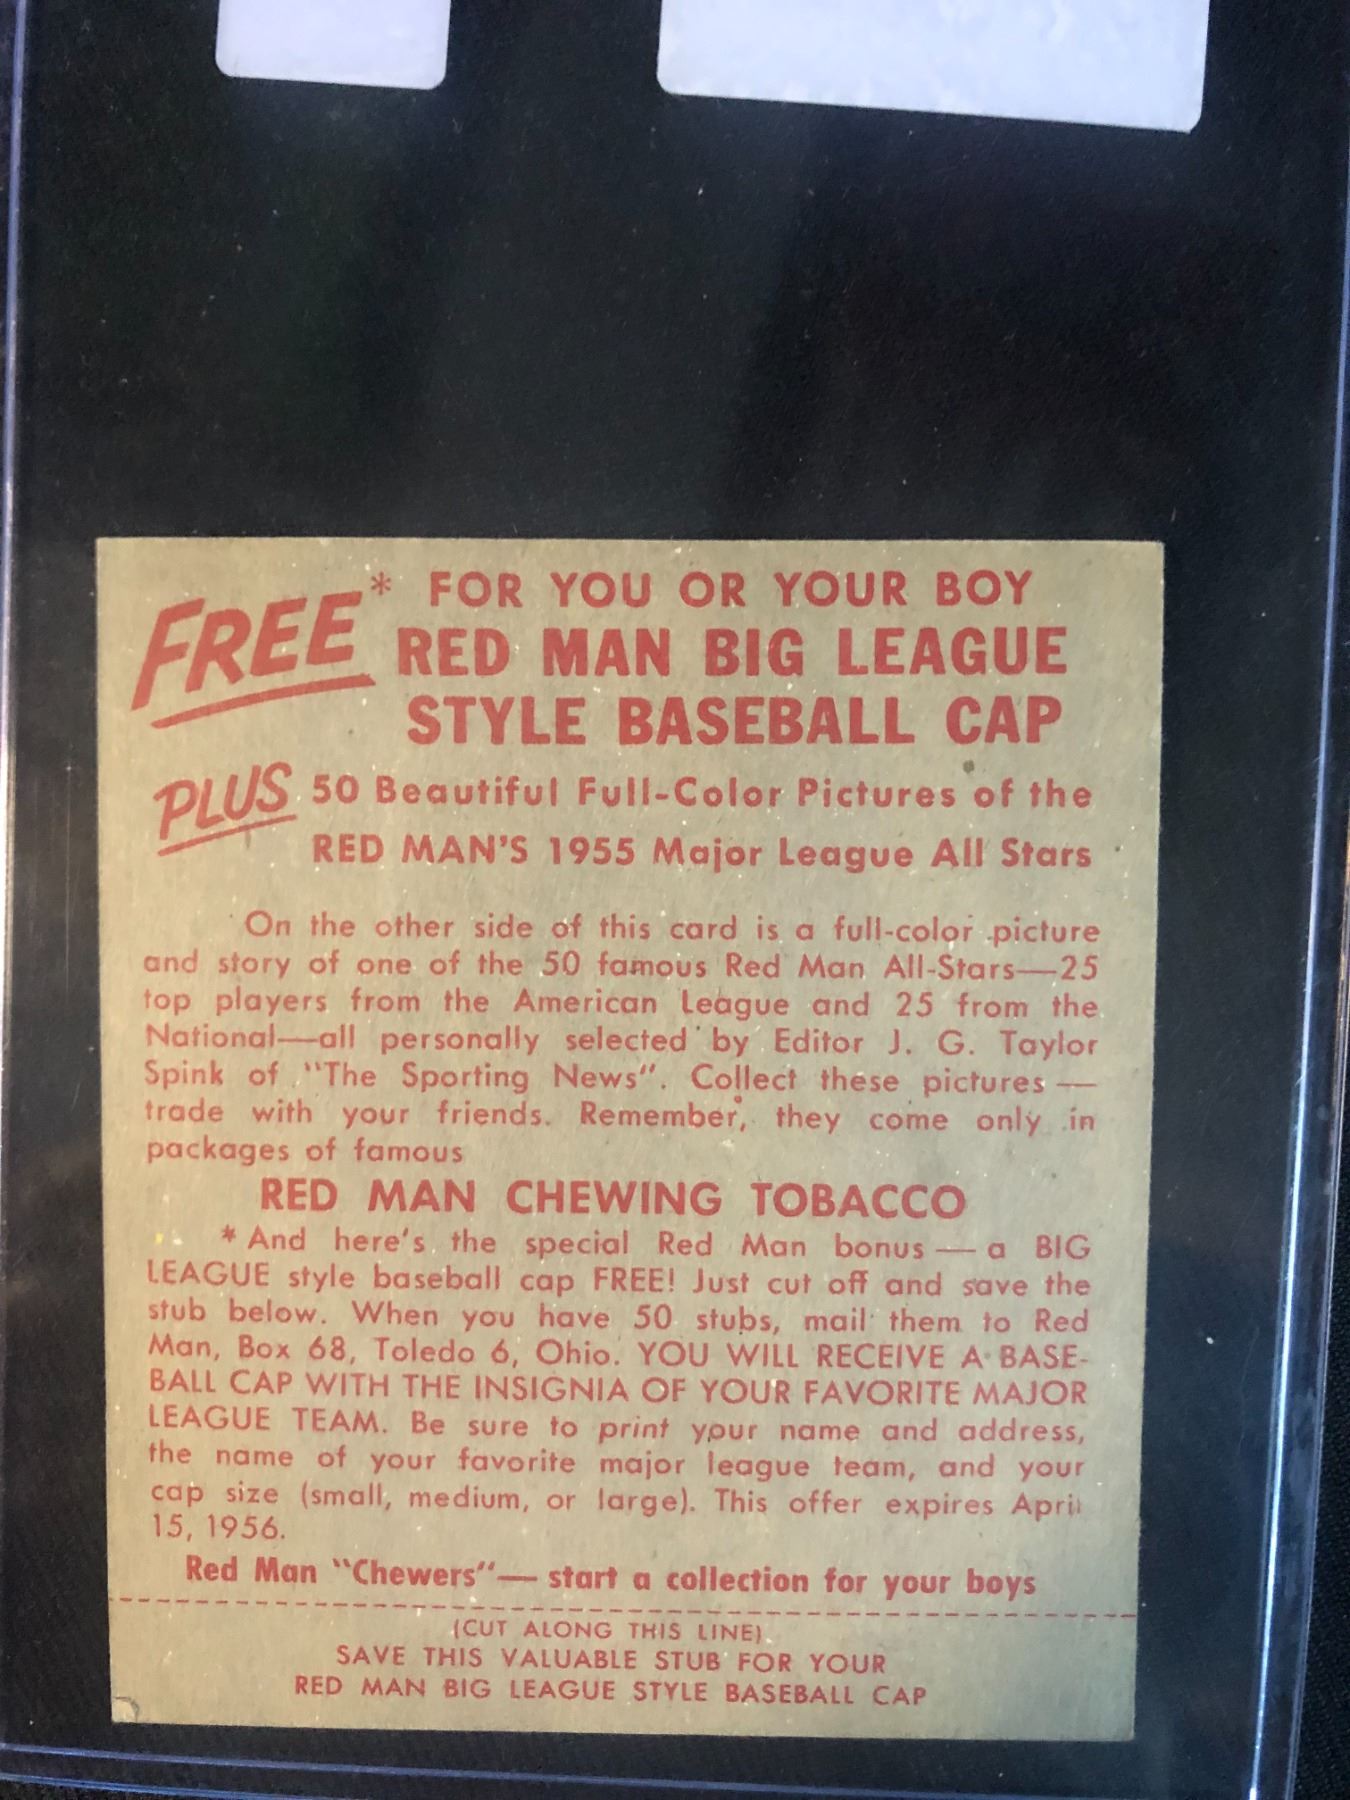 FREE* FOR YOU OR YOUR BOY
RED MAN BIG LEAGUE
STYLE BASEBALL CAP
PLUS 50 Beautiful Full-Color Pictures of the
RED MAN'S 1955 Major League All Stars
On the other side of this card is a full-color picture
and story of one of the 50 famous Red Man All-Stars—25
top players from the American League and 25 from the
National—all personally selected by Editor J. G. Taylor
Spink of "The Sporting News". Collect these pictures —
trade with your friends. Remember, they come only in
packages of famous
RED MAN CHEWING TOBACCO
* And here's the special Red Man bonus — a BIG
LEAGUE style baseball cap FREE! Just cut off and save the
stub below. When you have 50 stubs, mail them to Red
Man, Box 68, Toledo 6, Ohio. YOU WILL RECEIVE A BASE-
BALL CAP WITH THE INSIGNIA OF YOUR FAVORITE MAJOR
LEAGUE TEAM. Be sure to print your name and address,
the name of your favorite major league team, and your
cap size (small, medium, or large). This offer expires April
15, 1956.
Red Man "Chewers"— start a collection for your boys
(CUT ALONG THIS LINE)
SAVE THIS VALUABLE STUB FOR YOUR
RED MAN BIG LEAGUE STYLE BASEBALL CAP